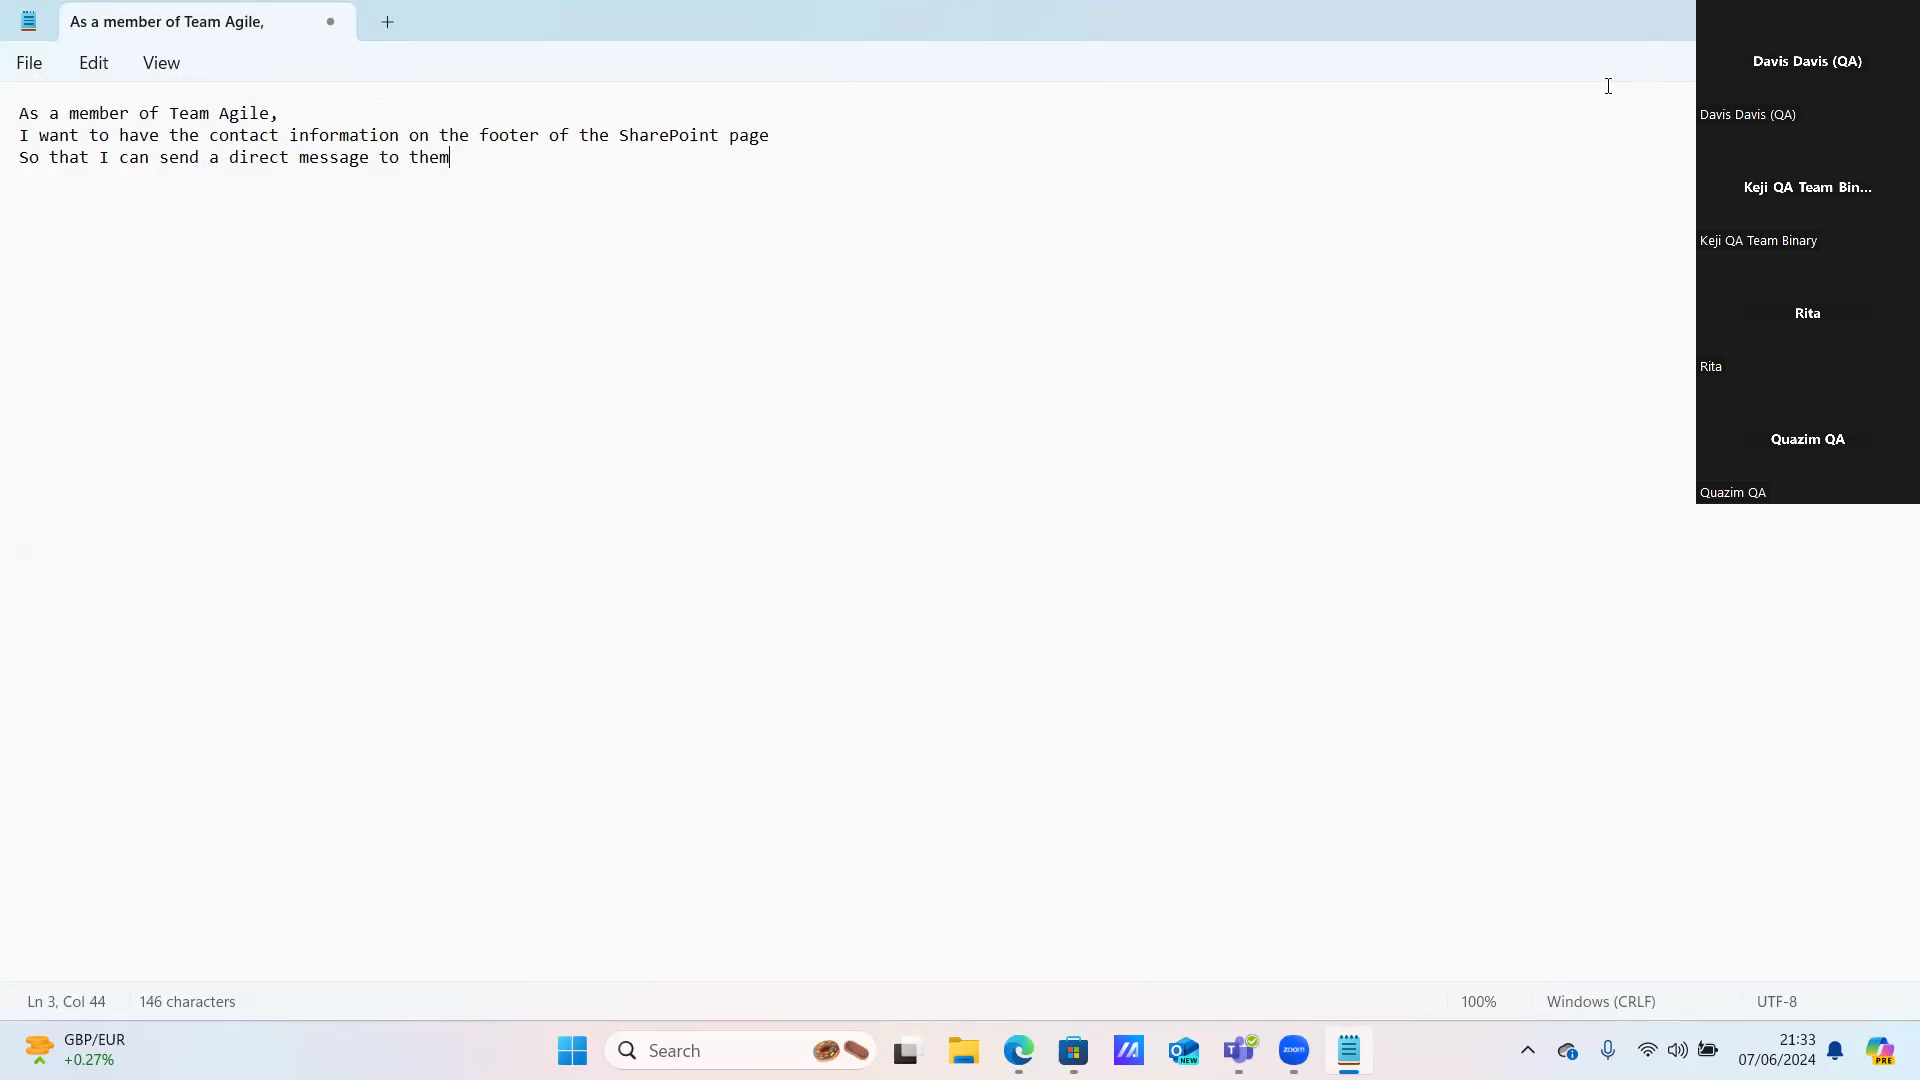 As a member of Team Agile,
File Edit View
As a member of Team Agile,
I want to have the contact information on the footer of the SharePoint page
So that I can send a direct message to them
Davis Davis (QA)
Davis Davis (QA)
Keji QA Team Bin...
Keji QA Team Binary
Rita
Rita
Quazim QA
Quazim QA
Ln 3, Col 44 146 characters 100% Windows (CRLF) UTF-8
GBP/EUR
+0.27%
Search
NEW
zoom
21:33
07/06/2024
PRE